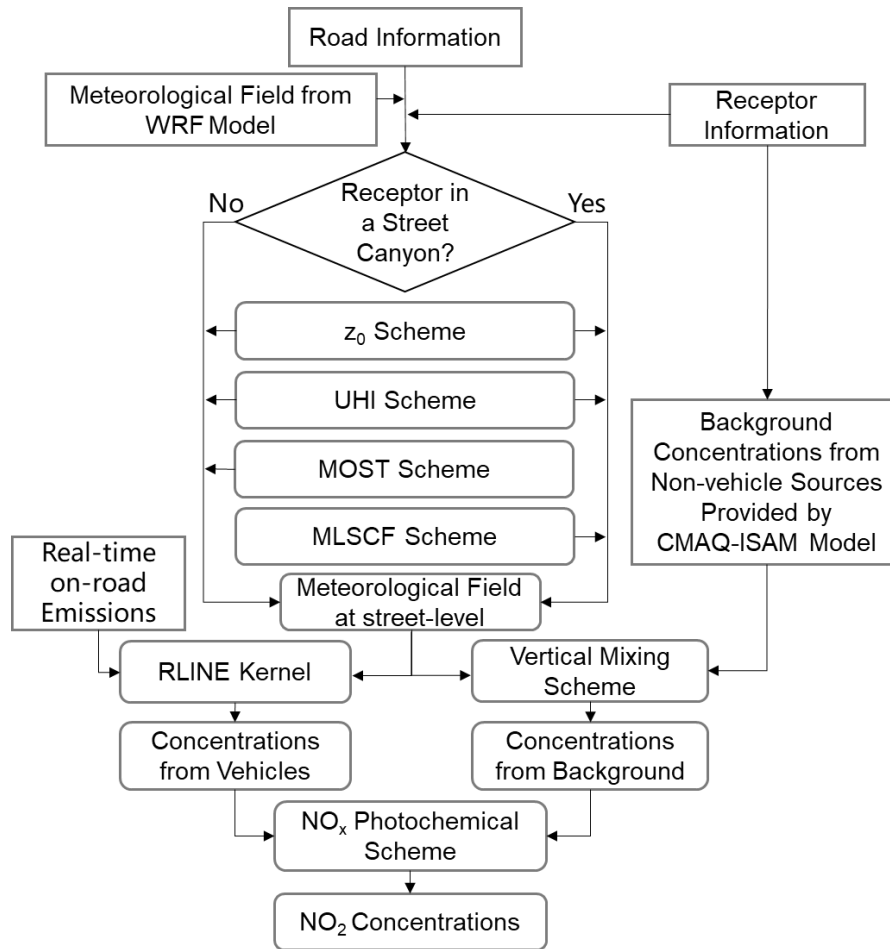 Road Information
Meteorological Field from
WRF Model
Receptor
Information
No
Receptor in
a Street
Canyon?
Yes
z₀ Scheme
UHI Scheme
MOST Scheme
MLSCF Scheme
Background
Concentrations from
Non-vehicle Sources
Provided by
CMAQ-ISAM Model
Real-time
on-road
Emissions
Meteorological Field
at street-level
RLINE Kernel
Vertical Mixing
Scheme
Concentrations
from Vehicles
Concentrations
from Background
NOₓ Photochemical
Scheme
NO₂ Concentrations